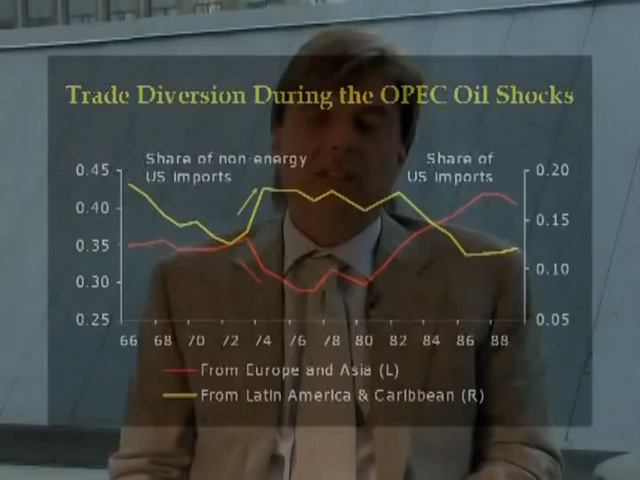 Trade Diversion During the OPEC Oil Shocks
Share of non-energy
US Imports
Share of
US Imports
0.45
0.40
0.35
0.30
0.25
0.20
0.15
0.10
0.05
66 68 70 72 74 76 78 80 82 84 86 88
From Europe and Asia (L)
From Latin America & Caribbean (R)